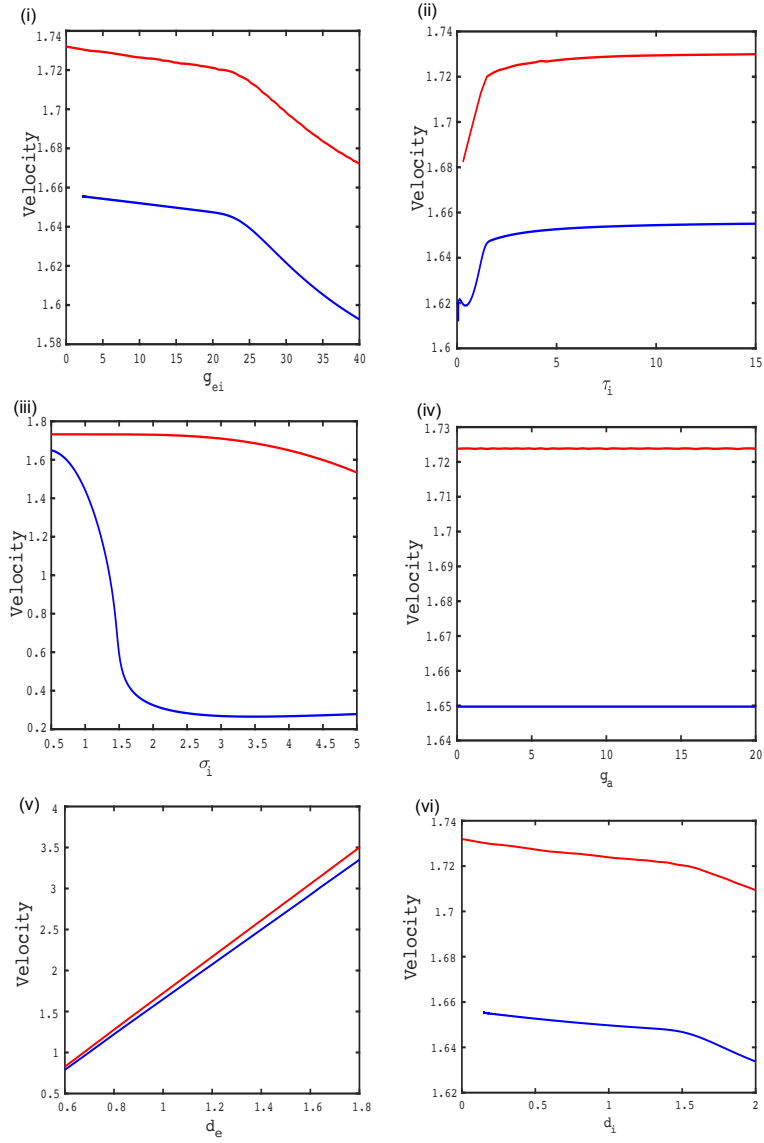 (i)
1.74
1.72
1.7
1.68
1.66
1.64
1.62
1.6
1.58
Velocity
0 5 10 15 20 25 30 35 40
g_ei
(ii)
1.74
1.72
1.7
1.68
1.66
1.64
1.62
1.6
Velocity
0 5 10 15
τ_i
(iii)
1.8
1.6
1.4
1.2
1
0.8
0.6
0.4
0.2
Velocity
0.5 1 1.5 2 2.5 3 3.5 4 4.5 5
σ_i
(iv)
1.73
1.72
1.71
1.7
1.69
1.68
1.67
1.66
1.65
1.64
Velocity
0 5 10 15 20
g_a
(v)
4
3.5
3
2.5
2
1.5
1
0.5
Velocity
0.6 0.8 1 1.2 1.4 1.6 1.8
d_e
(vi)
1.74
1.72
1.7
1.68
1.66
1.64
1.62
Velocity
0 0.5 1 1.5 2
d_i